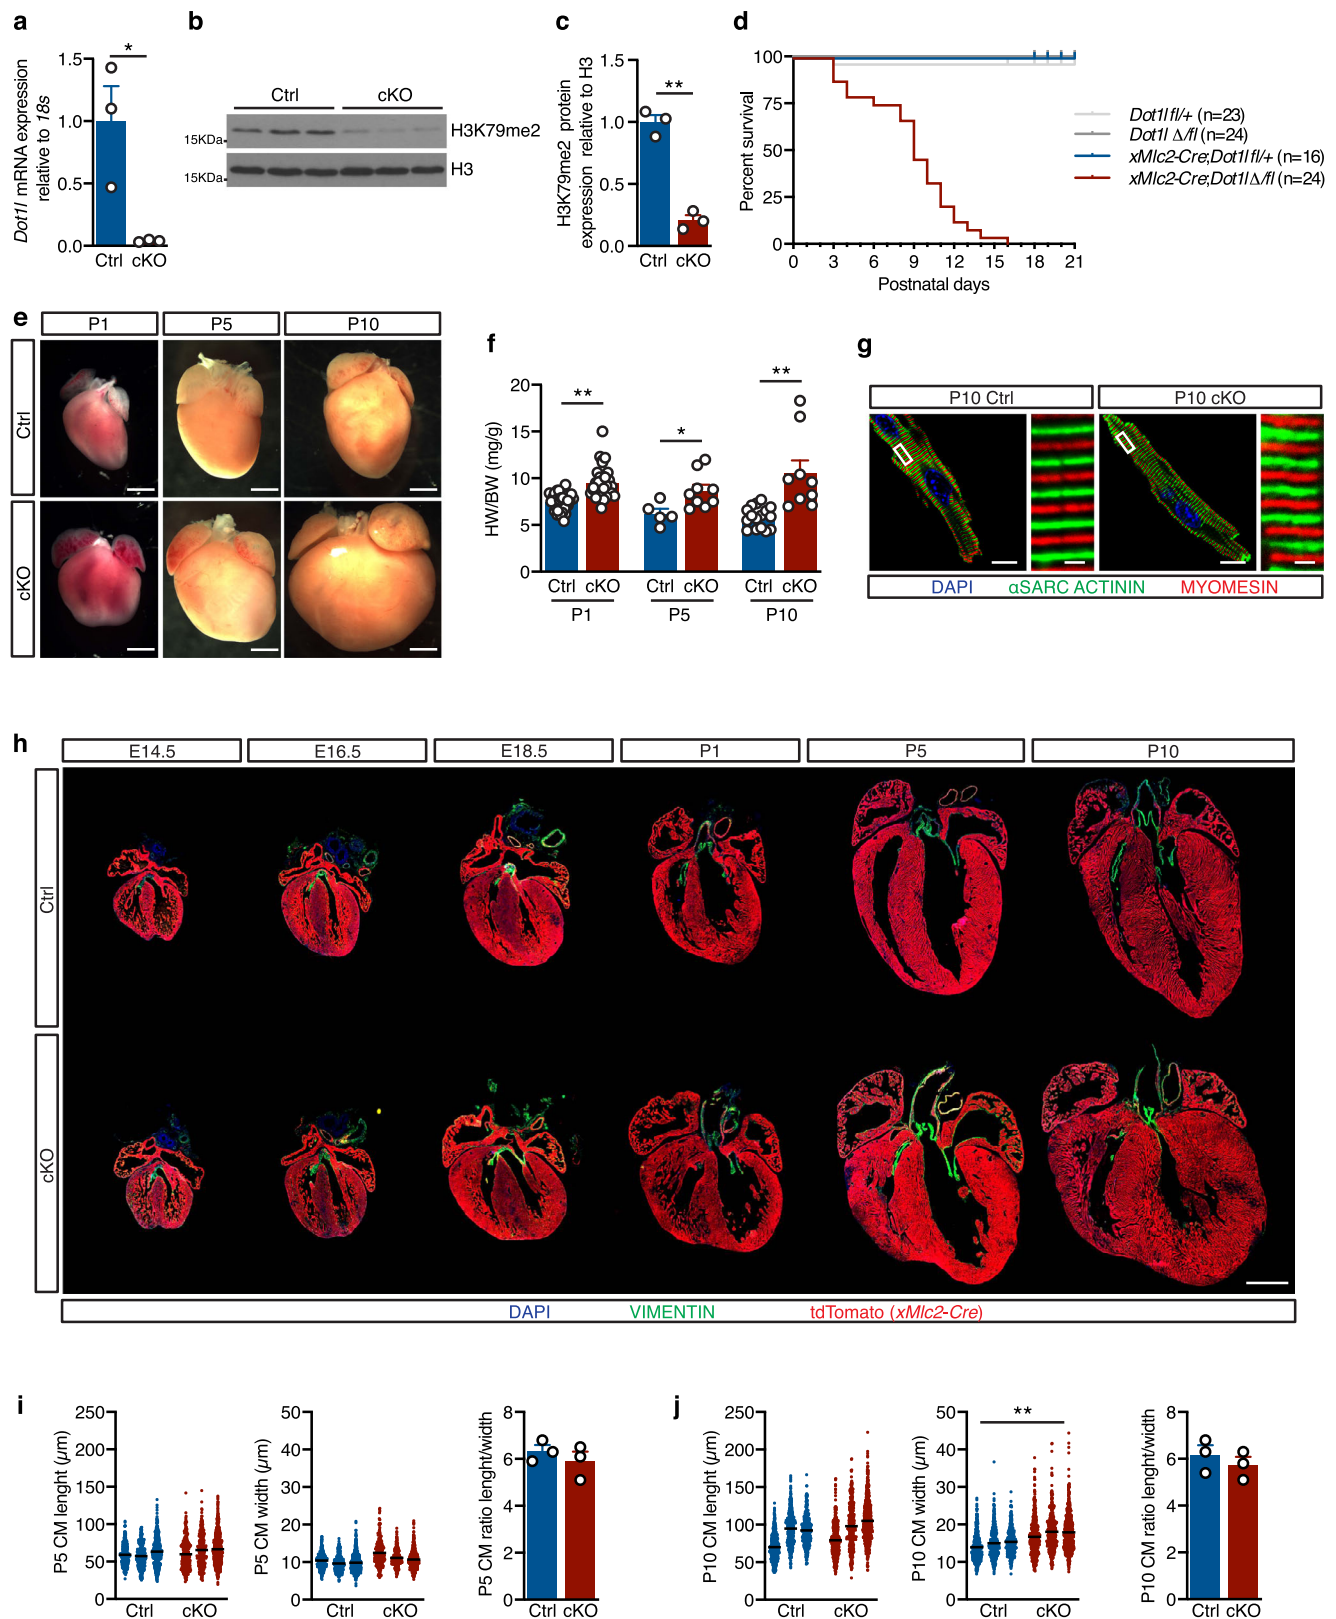 a
Dot1l mRNA expression
relative to 18s
1.5
1.0
0.5
0.0
*
Ctrl cKO
b
Ctrl cKO
15KDa
H3K79me2
15KDa
H3
c
H3K79me2 protein
expression relative to H3
1.5
1.0
0.5
0.0
**
Ctrl cKO
d
Percent survival
100
75
50
25
0
0 3 6 9 12 15 18 21
Postnatal days
Dot1l fl/+ (n=23)
Dot1l Δ/fl (n=24)
xMlc2-Cre;Dot1l fl/+ (n=16)
xMlc2-Cre;Dot1l Δ/fl (n=24)
e
P1 P5 P10
Ctrl
cKO
f
HW/BW (mg/g)
20
15
10
5
0
** * **
Ctrl cKO Ctrl cKO Ctrl cKO
P1 P5 P10
g
P10 Ctrl P10 cKO
DAPI αSARC ACTININ MYOMESIN
h
E14.5 E16.5 E18.5 P1 P5 P10
Ctrl
cKO
DAPI VIMENTIN tdTomato (xMlc2-Cre)
i
P5 CM lenght (µm)
250
200
150
100
50
0
Ctrl cKO
P5 CM width (µm)
50
40
30
20
10
0
Ctrl cKO
P5 CM ratio lenght/width
8
6
4
2
0
Ctrl cKO
j
P10 CM lenght (µm)
250
200
150
100
50
0
Ctrl cKO
P10 CM width (µm)
50
40
30
20
10
0
**
Ctrl cKO
P10 CM ratio lenght/width
8
6
4
2
0
Ctrl cKO